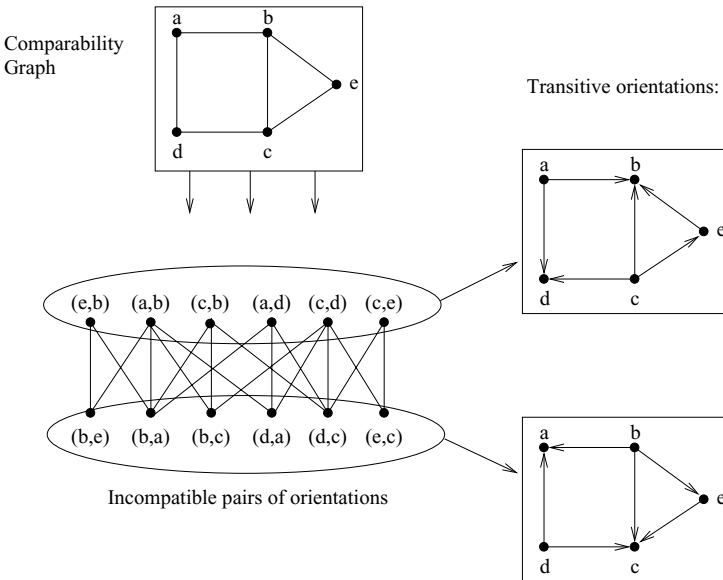 Comparability
Graph
a b
e
d c
Transitive orientations:
a b
e
d c
(e,b) (a,b) (c,b) (a,d) (c,d) (c,e)
(b,e) (b,a) (b,c) (d,a) (d,c) (e,c)
Incompatible pairs of orientations
a b
e
d c